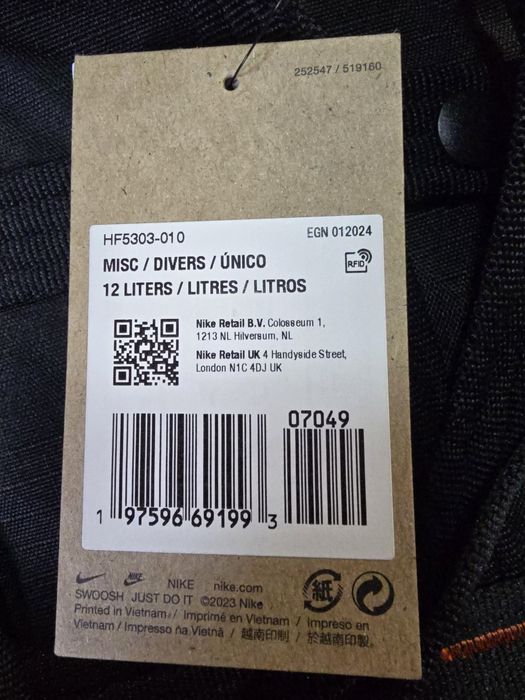 252547 / 519160
HF5303-010
EGN 012024
MISC / DIVERS / ÚNICO
RFID
12 LITERS / LITRES / LITROS
Nike Retail B.V. Colosseum 1,
1213 NL Hilversum, NL
Nike Retail UK 4 Handyside Street,
London N1C 4DJ UK
07049
1 97596 69199 3
NIKE NIKE nike.com
SWOOSH JUST DO IT ©2023 Nike
Printed in Vietnam / Imprimé en Vietnam / Impreso en
Vietnam / Impresso na Vietnã / 越南印制 / 於越南印製。
紙